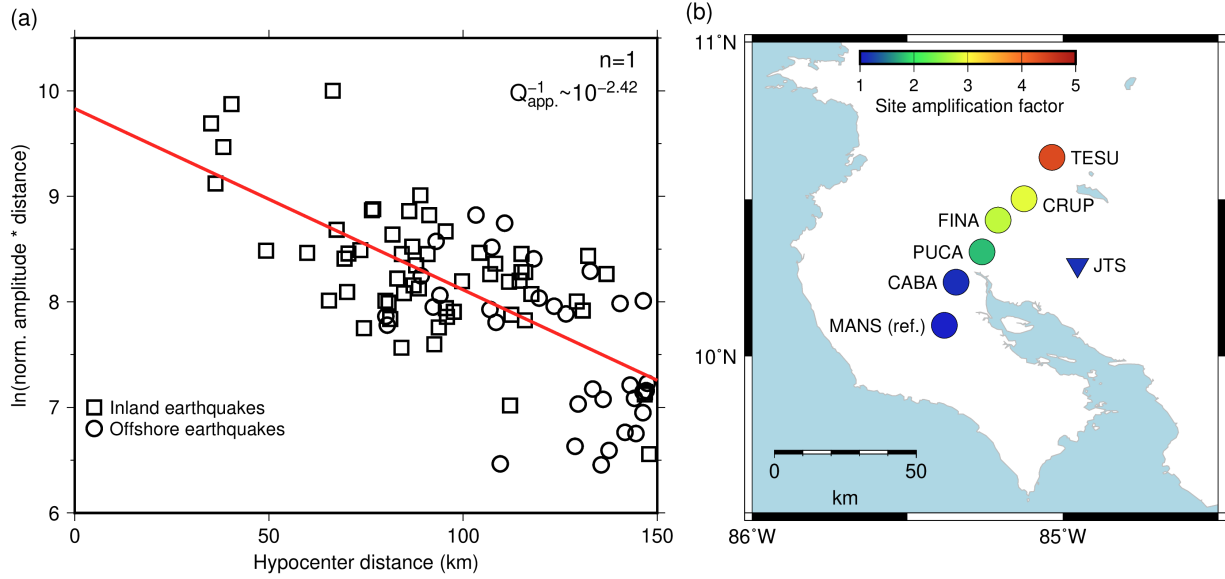 (a)
n=1
Q⁻¹app.~10⁻²·⁴²
10
9
8
7
6
ln(norm. amplitude * distance)
Inland earthquakes
Offshore earthquakes
0 50 100 150
Hypocenter distance (km)
(b)
11°N
10°N
1 2 3 4 5
Site amplification factor
TESU
CRUP
FINA
PUCA
JTS
CABA
MANS (ref.)
0 50
km
86°W 85°W